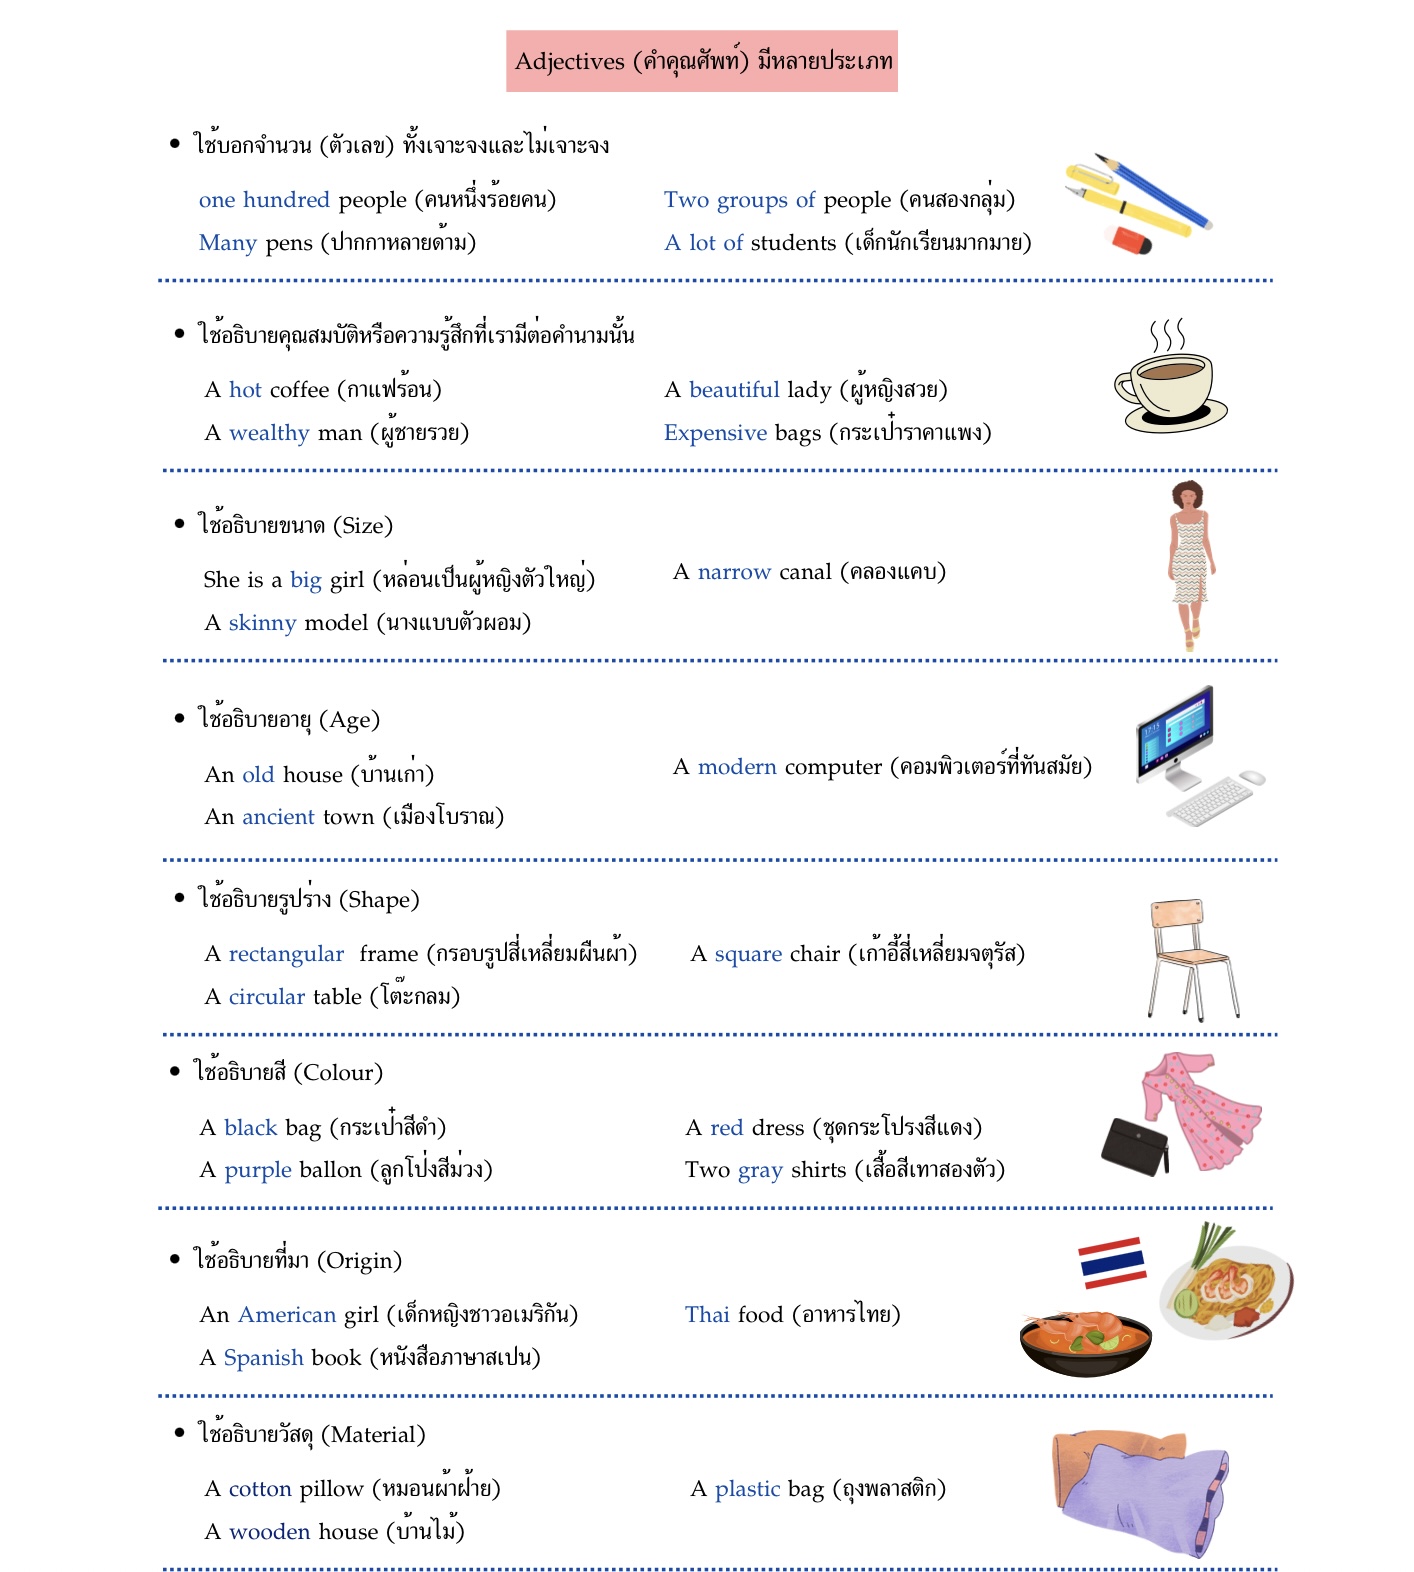 Adjectives (คำคุณศัพท์) มีหลายประเภท
• ใช้บอกจำนวน (ตัวเลข) ทั้งเจาะจงและไม่เจาะจง
one hundred people (คนหนึ่งร้อยคน)
Two groups of people (คนสองกลุ่ม)
Many pens (ปากกาหลายด้าม)
A lot of students (เด็กนักเรียนมากมาย)
• ใช้อธิบายคุณสมบัติหรือความรู้สึกที่เรามีต่อคำนามนั้น
A hot coffee (กาแฟร้อน)
A beautiful lady (ผู้หญิงสวย)
A wealthy man (ผู้ชายรวย)
Expensive bags (กระเป๋าราคาแพง)
• ใช้อธิบายขนาด (Size)
She is a big girl (หล่อนเป็นผู้หญิงตัวใหญ่)
A narrow canal (คลองแคบ)
A skinny model (นางแบบตัวผอม)
• ใช้อธิบายอายุ (Age)
An old house (บ้านเก่า)
A modern computer (คอมพิวเตอร์ที่ทันสมัย)
An ancient town (เมืองโบราณ)
17:15
• ใช้อธิบายรูปร่าง (Shape)
A rectangular frame (กรอบรูปสี่เหลี่ยมผืนผ้า)
A square chair (เก้าอี้สี่เหลี่ยมจตุรัส)
A circular table (โต๊ะกลม)
• ใช้อธิบายสี (Colour)
A black bag (กระเป๋าสีดำ)
A red dress (ชุดกระโปรงสีแดง)
A purple ballon (ลูกโป่งสีม่วง)
Two gray shirts (เสื้อสีเทาสองตัว)
• ใช้อธิบายที่มา (Origin)
An American girl (เด็กหญิงชาวอเมริกัน)
Thai food (อาหารไทย)
A Spanish book (หนังสือภาษาสเปน)
• ใช้อธิบายวัสดุ (Material)
A cotton pillow (หมอนผ้าฝ้าย)
A plastic bag (ถุงพลาสติก)
A wooden house (บ้านไม้)